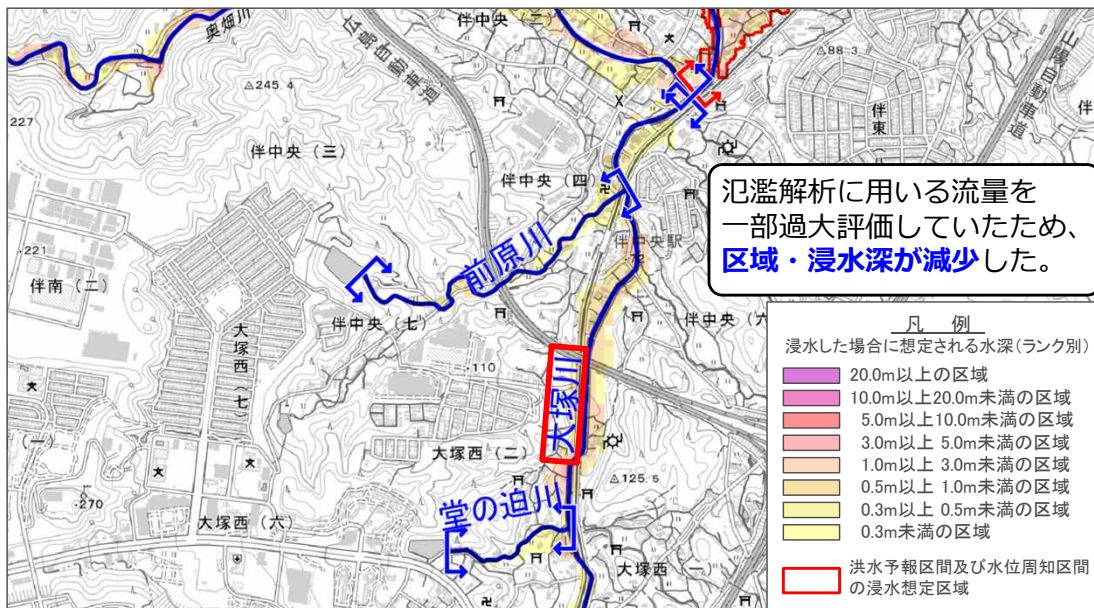 伴中央(二)
奥畑川
広島自動車道
山陽自動車道
△88.3
△245.4
227
伴中央(三)
伴東
伴中央(四)
氾濫解析に用いる流量を
一部過大評価していたため、
区域・浸水深が減少した。
221
前原川
伴中央駅
72
伴南(二)
伴中央(七)
伴中央(六
大塚西(七)
110
大塚川
大塚西(二)
△125.5
270
堂の迫川
大塚西(六)
大塚西(一)
凡 例
浸水した場合に想定される水深(ランク別)
20.0m以上の区域
10.0m以上20.0m未満の区域
5.0m以上10.0m未満の区域
3.0m以上 5.0m未満の区域
1.0m以上 3.0m未満の区域
0.5m以上 1.0m未満の区域
0.3m以上 0.5m未満の区域
0.3m未満の区域
洪水予報区間及び水位周知区間
の浸水想定区域